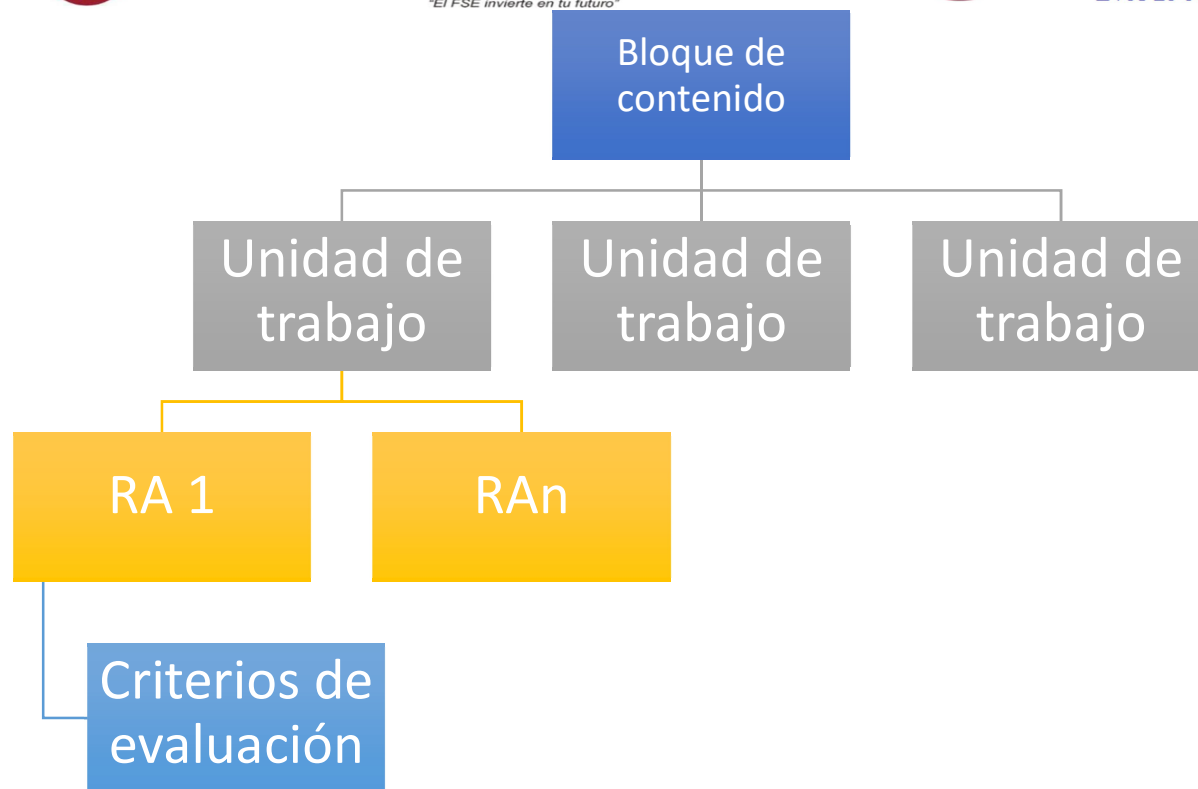 "El FSE invierte en tu futuro"
Bloque de
contenido
Unidad de
trabajo
Unidad de
trabajo
Unidad de
trabajo
RA 1
RAn
Criterios de
evaluación